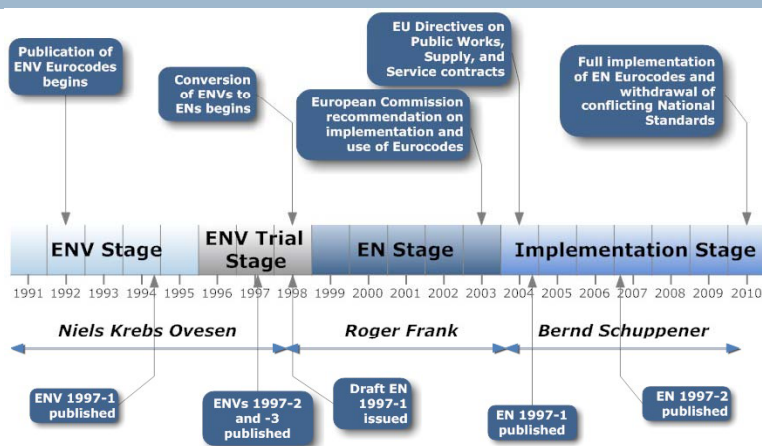 Publication of
ENV Eurocodes
begins
Conversion of
ENVs to
ENs begins
EU Directives on
Public Works,
Supply, and
Service contracts
European Commission
recommendation on
implementation and
use of Eurocodes
Full implementation
of EN Eurocodes and
withdrawal of
conflicting National
Standards
ENV Stage
ENV Trial
Stage
EN Stage
Implementation Stage
1991 1992 1993 1994 1995 1996 1997 1998 1999 2000 2001 2002 2003 2004 2005 2006 2007 2008 2009 2010
Niels Krebs Ovesen
Roger Frank
Bernd Schuppener
ENV 1997-1
published
ENVs 1997-2
and -3
published
Draft EN
1997-1
issued
EN 1997-1
published
EN 1997-2
published